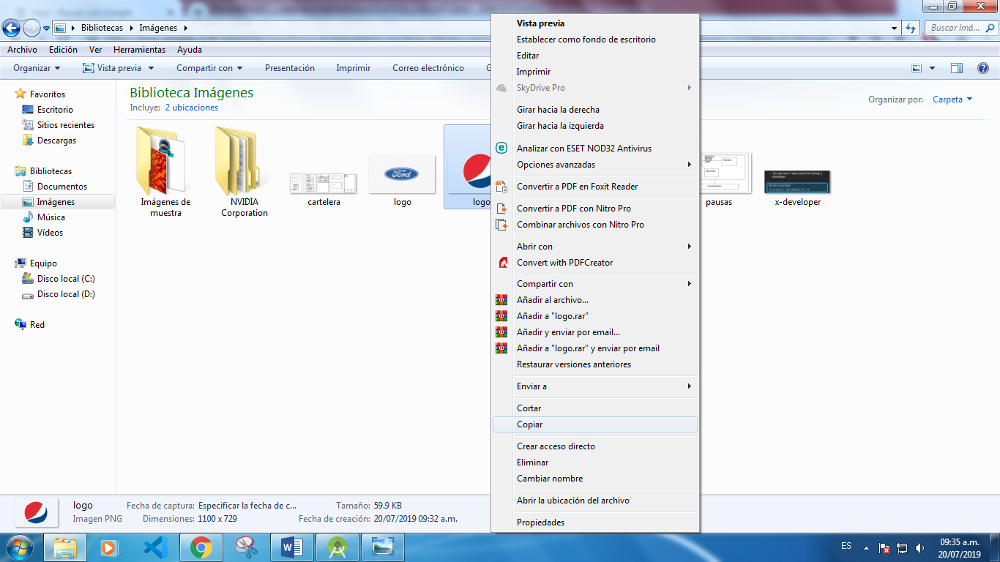 Bibliotecas
Imágenes
Buscar Imá...
Archivo Edición Ver Herramientas Ayuda
Organizar Vista previa Compartir con Presentación Imprimir Correo electrónico
Favoritos
Escritorio
Sitios recientes
Descargas
Bibliotecas
Documentos
Imágenes
Música
Vídeos
Equipo
Disco local (C:)
Disco local (D:)
Red
Biblioteca Imágenes
Incluye: 2 ubicaciones
Organizar por: Carpeta
Imágenes de
muestra
NVIDIA
Corporation
cartelera
Ford
logo
logo
pausas
x-developer
Vista previa
Establecer como fondo de escritorio
Editar
Imprimir
SkyDrive Pro
Girar hacia la derecha
Girar hacia la izquierda
Analizar con ESET NOD32 Antivirus
Opciones avanzadas
Convertir a PDF en Foxit Reader
Convertir a PDF con Nitro Pro
Combinar archivos con Nitro Pro
Abrir con
Convert with PDFCreator
Compartir con
Añadir al archivo...
Añadir a "logo.rar"
Añadir y enviar por email...
Añadir a "logo.rar" y enviar por email
Restaurar versiones anteriores
Enviar a
Cortar
Copiar
Crear acceso directo
Eliminar
Cambiar nombre
Abrir la ubicación del archivo
Propiedades
logo Fecha de captura: Especificar la fecha de c... Tamaño: 59.9 KB
Imagen PNG Dimensiones: 1100 x 729 Fecha de creación: 20/07/2019 09:32 a.m.
ES
09:35 a.m.
20/07/2019